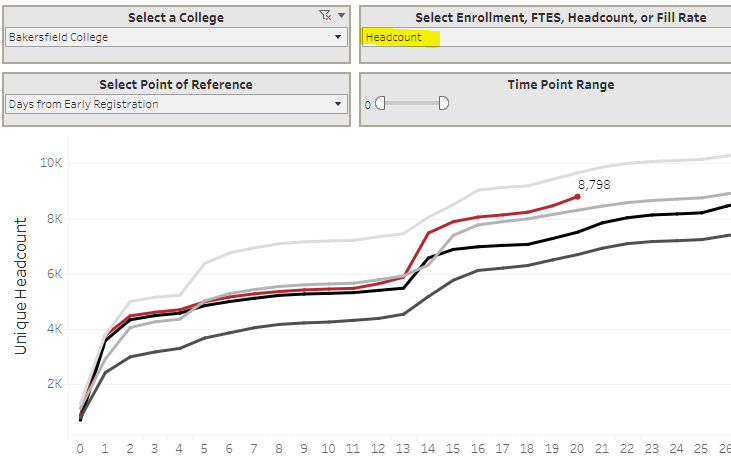 Select a College
Bakersfield College
Select Enrollment, FTES, Headcount, or Fill Rate
Headcount
Select Point of Reference
Days from Early Registration
Time Point Range
0
Unique Headcount
10K
8K
6K
4K
2K
8,798
0 1 2 3 4 5 6 7 8 9 10 11 12 13 14 15 16 17 18 19 20 21 22 23 24 25 26